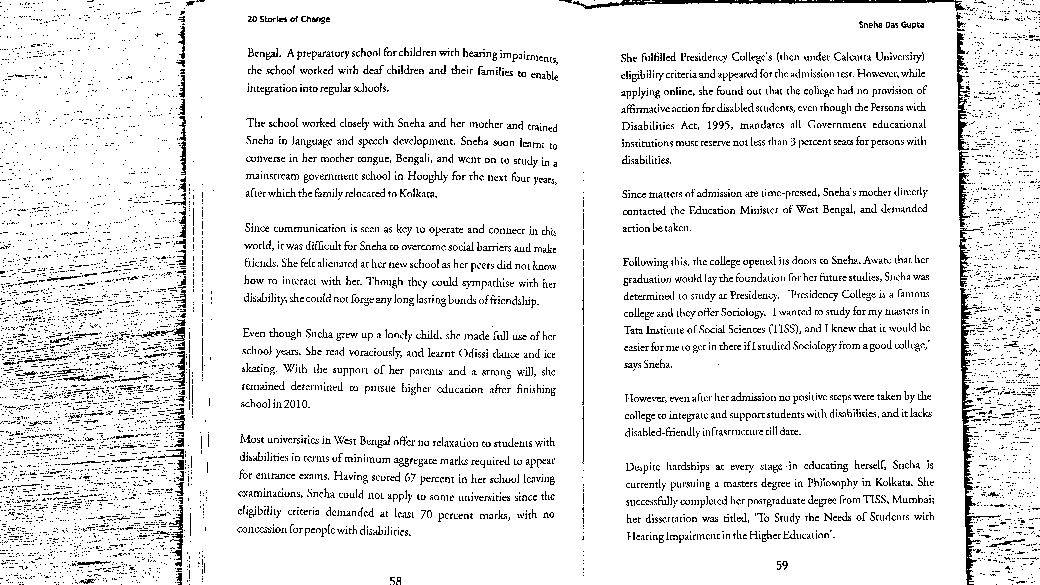 20 Stories of Change
Bengal. A preparatory school for children with hearing impairments,
the school worked with deaf children and their families to enable
integration into regular schools.
The school worked closely with Sneha and her mother and trained
Sneha in language and speech development. Sneha soon learnt to
converse in her mother tongue, Bengali, and went on to study in a
mainstream government school in Houghly for the next four years,
after which the family relocated to Kolkata.
Since communication is seen as key to operate and connect in this
world, it was difficult for Sneha to overcome social barriers and make
friends. She felt alienated at her new school as her peers did not know
how to interact with her. Though they could sympathise with her
disability, she could not forge any long lasting bonds of friendship.
Even though Sneha grew up a lonely child, she made full use of her
school years. She read voraciously, and learnt Odissi dance and ice
skating. With the support of her parents and a strong will, she
remained determined to pursue higher education after finishing
school in 2010.
Most universities in West Bengal offer no relaxation to students with
disabilities in terms of minimum aggregate marks required to appear
for entrance exams. Having scored 67 percent in her school leaving
examinations, Sneha could not apply to some universities since the
eligibility criteria demanded at least 70 percent marks, with no
concession for people with disabilities.
58
Sneha Das Gupta
She fulfilled Presidency College's (then under Calcutta University)
eligibility criteria and appeared for the admission test. However, while
applying online, she found out that the college had no provision of
affirmative action for disabled students, even though the Persons with
Disabilities Act, 1995, mandates all Government educational
institutions must reserve not less than 3 percent seats for persons with
disabilities.
Since matters of admission are time-pressed, Sneha's mother directly
contacted the Education Minister of West Bengal, and demanded
action be taken.
Following this, the college opened its doors to Sneha. Aware that her
graduation would lay the foundation for her future studies, Sneha was
determined to study at Presidency. 'Presidency College is a famous
college and they offer Sociology. I wanted to study for my masters in
Tata Institute of Social Sciences (TISS), and I knew that it would be
easier for me to get in there if I studied Sociology from a good college,'
says Sneha.
However, even after her admission no positive steps were taken by the
college to integrate and support students with disabilities, and it lacks
disabled-friendly infrastructure till date.
Despite hardships at every stage in educating herself, Sneha is
currently pursuing a masters degree in Philosophy in Kolkata. She
successfully completed her postgraduate degree from TISS, Mumbai;
her dissertation was titled, 'To Study the Needs of Students with
Hearing Impairment in the Higher Education'.
59